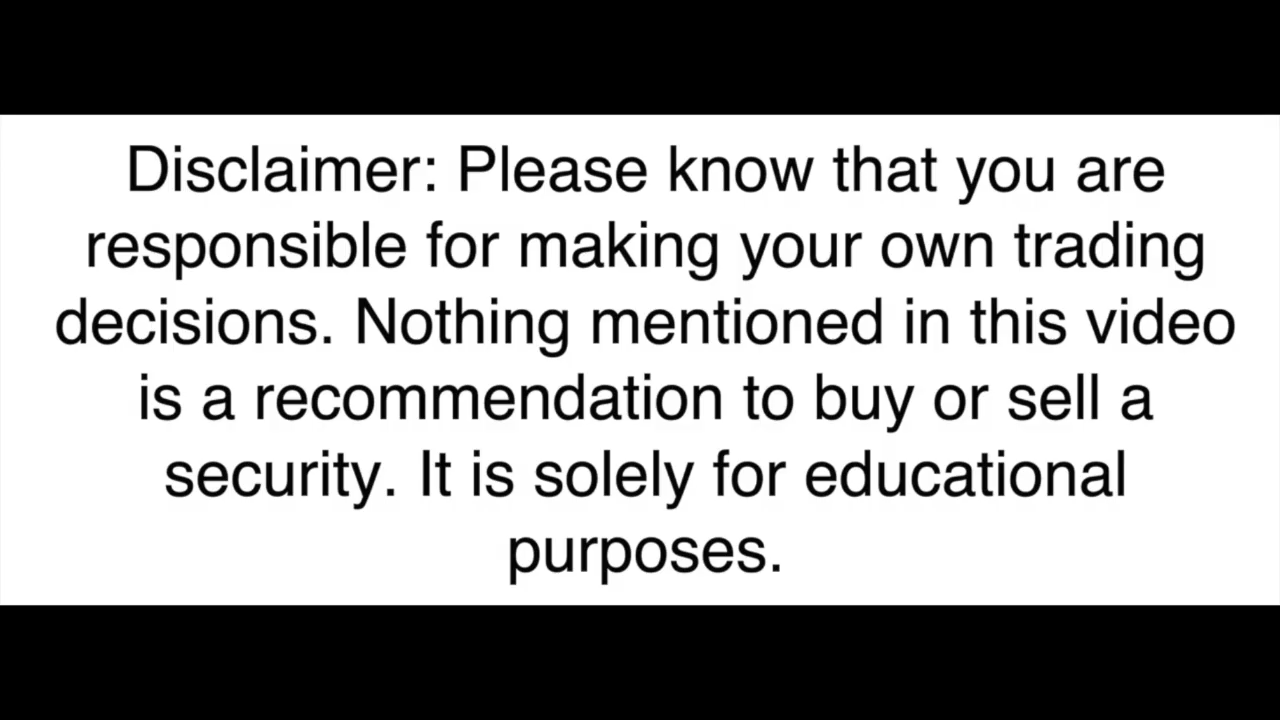 Disclaimer: Please know that you are
responsible for making your own trading
decisions. Nothing mentioned in this video
is a recommendation to buy or sell a
security. It is solely for educational
purposes.